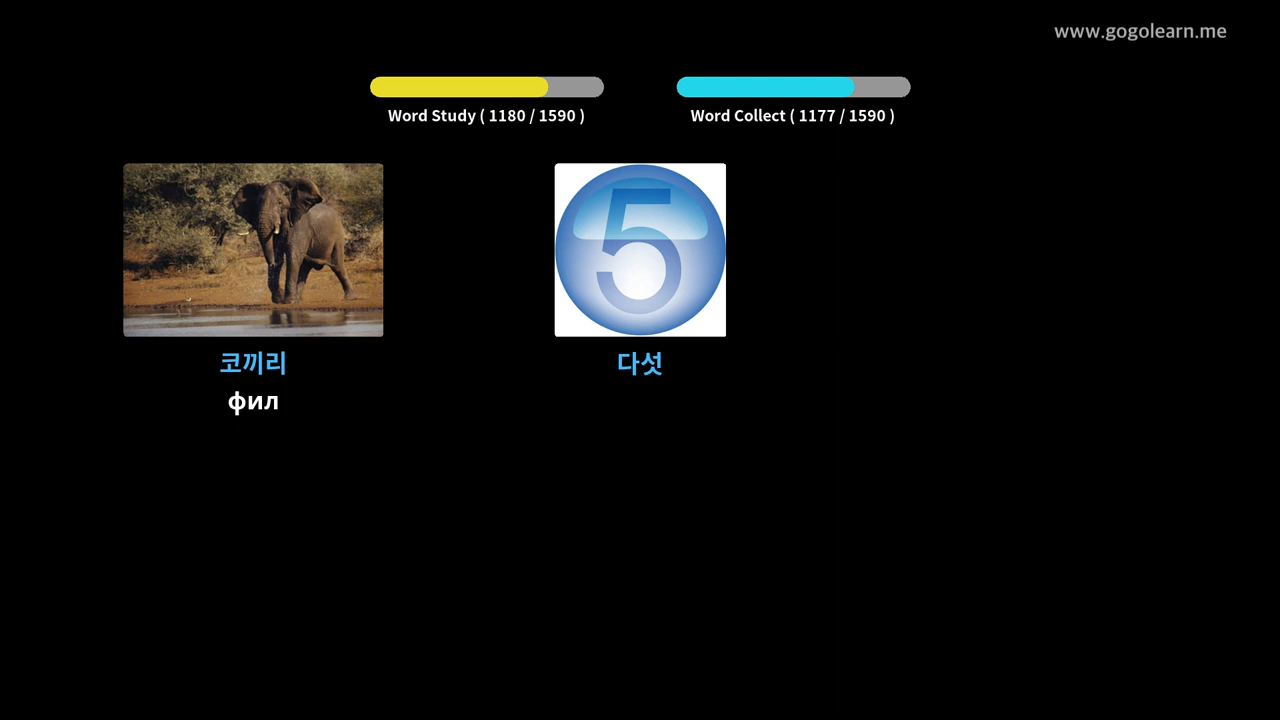 www.gogolearn.me
Word Study ( 1180 / 1590 )
Word Collect ( 1177 / 1590 )
5
코끼리
фил
다섯